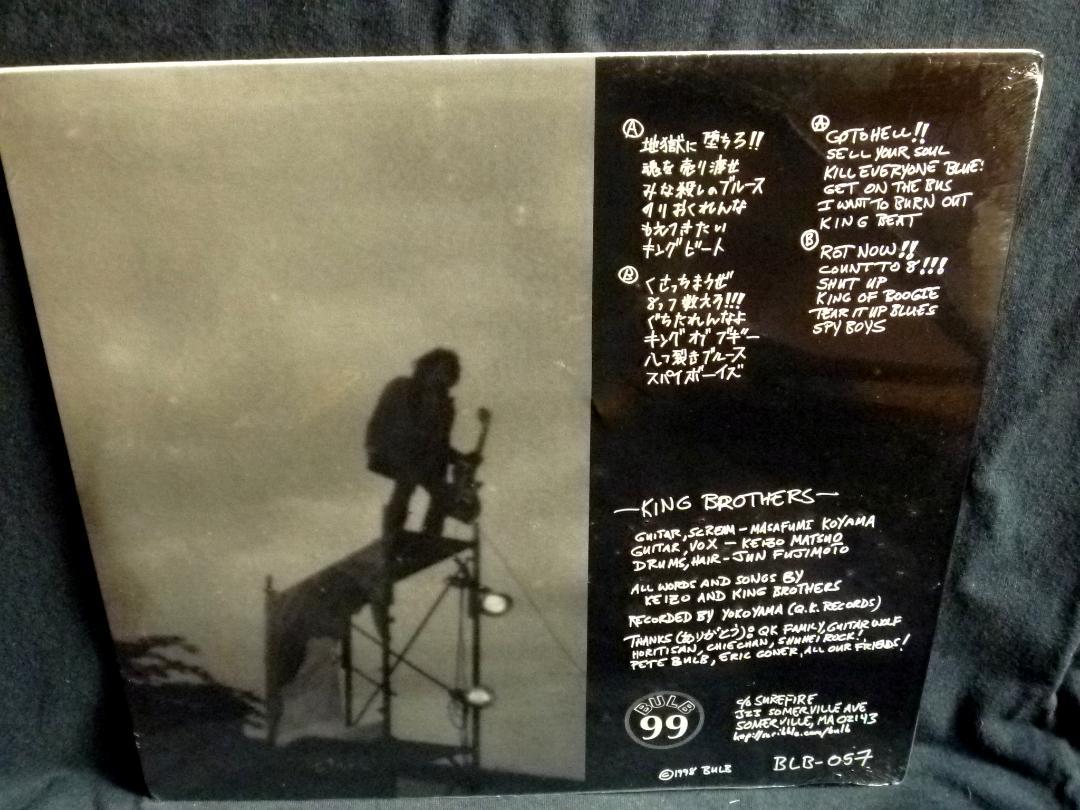 Ⓐ
地獄に堕ちろ!!
魂を売り渡せ
みな殺しのブルース
のりおくれんな
もえつきたい
キングビート
Ⓑ
くさっちまうぜ
8つ数えろ!!!
ぐちたれんなよ
キングオブブギー
八つ裂きブルース
スパイボーイズ
Ⓐ
GO TO HELL!!
SELL YOUR SOUL
KILL EVERYONE BLUES
GET ON THE BUS
I WANT TO BURN OUT
KING BEAT
Ⓑ
ROT NOW!!
COUNT TO 8!!!
SHUT UP
KING OF BOOGIE
TEAR IT UP BLUES
SPY BOYS
—KING BROTHERS—
GUITAR, SCREAM — MASAFUMI KOYAMA
GUITAR, VOX — KEIZO MATSUO
DRUMS, HAIR - JUN FUJIMOTO
ALL WORDS AND SONGS BY
KEIZO AND KING BROTHERS
RECORDED BY YOKOYAMA (Q.K. RECORDS)
THANKS (ありがとう)。QK FAMILY, GUITAR WOLF
HORITISAN, CHIECHAN, SHUHEI ROCK!
PETE BULB, ERIC GONER, ALL OUR FRIENDS!
BULB
99
c/o SUREFIRE
323 SOMERVILLE AVE
SOMERVILLE, MA 02143
©1998 BULB
BLB-057